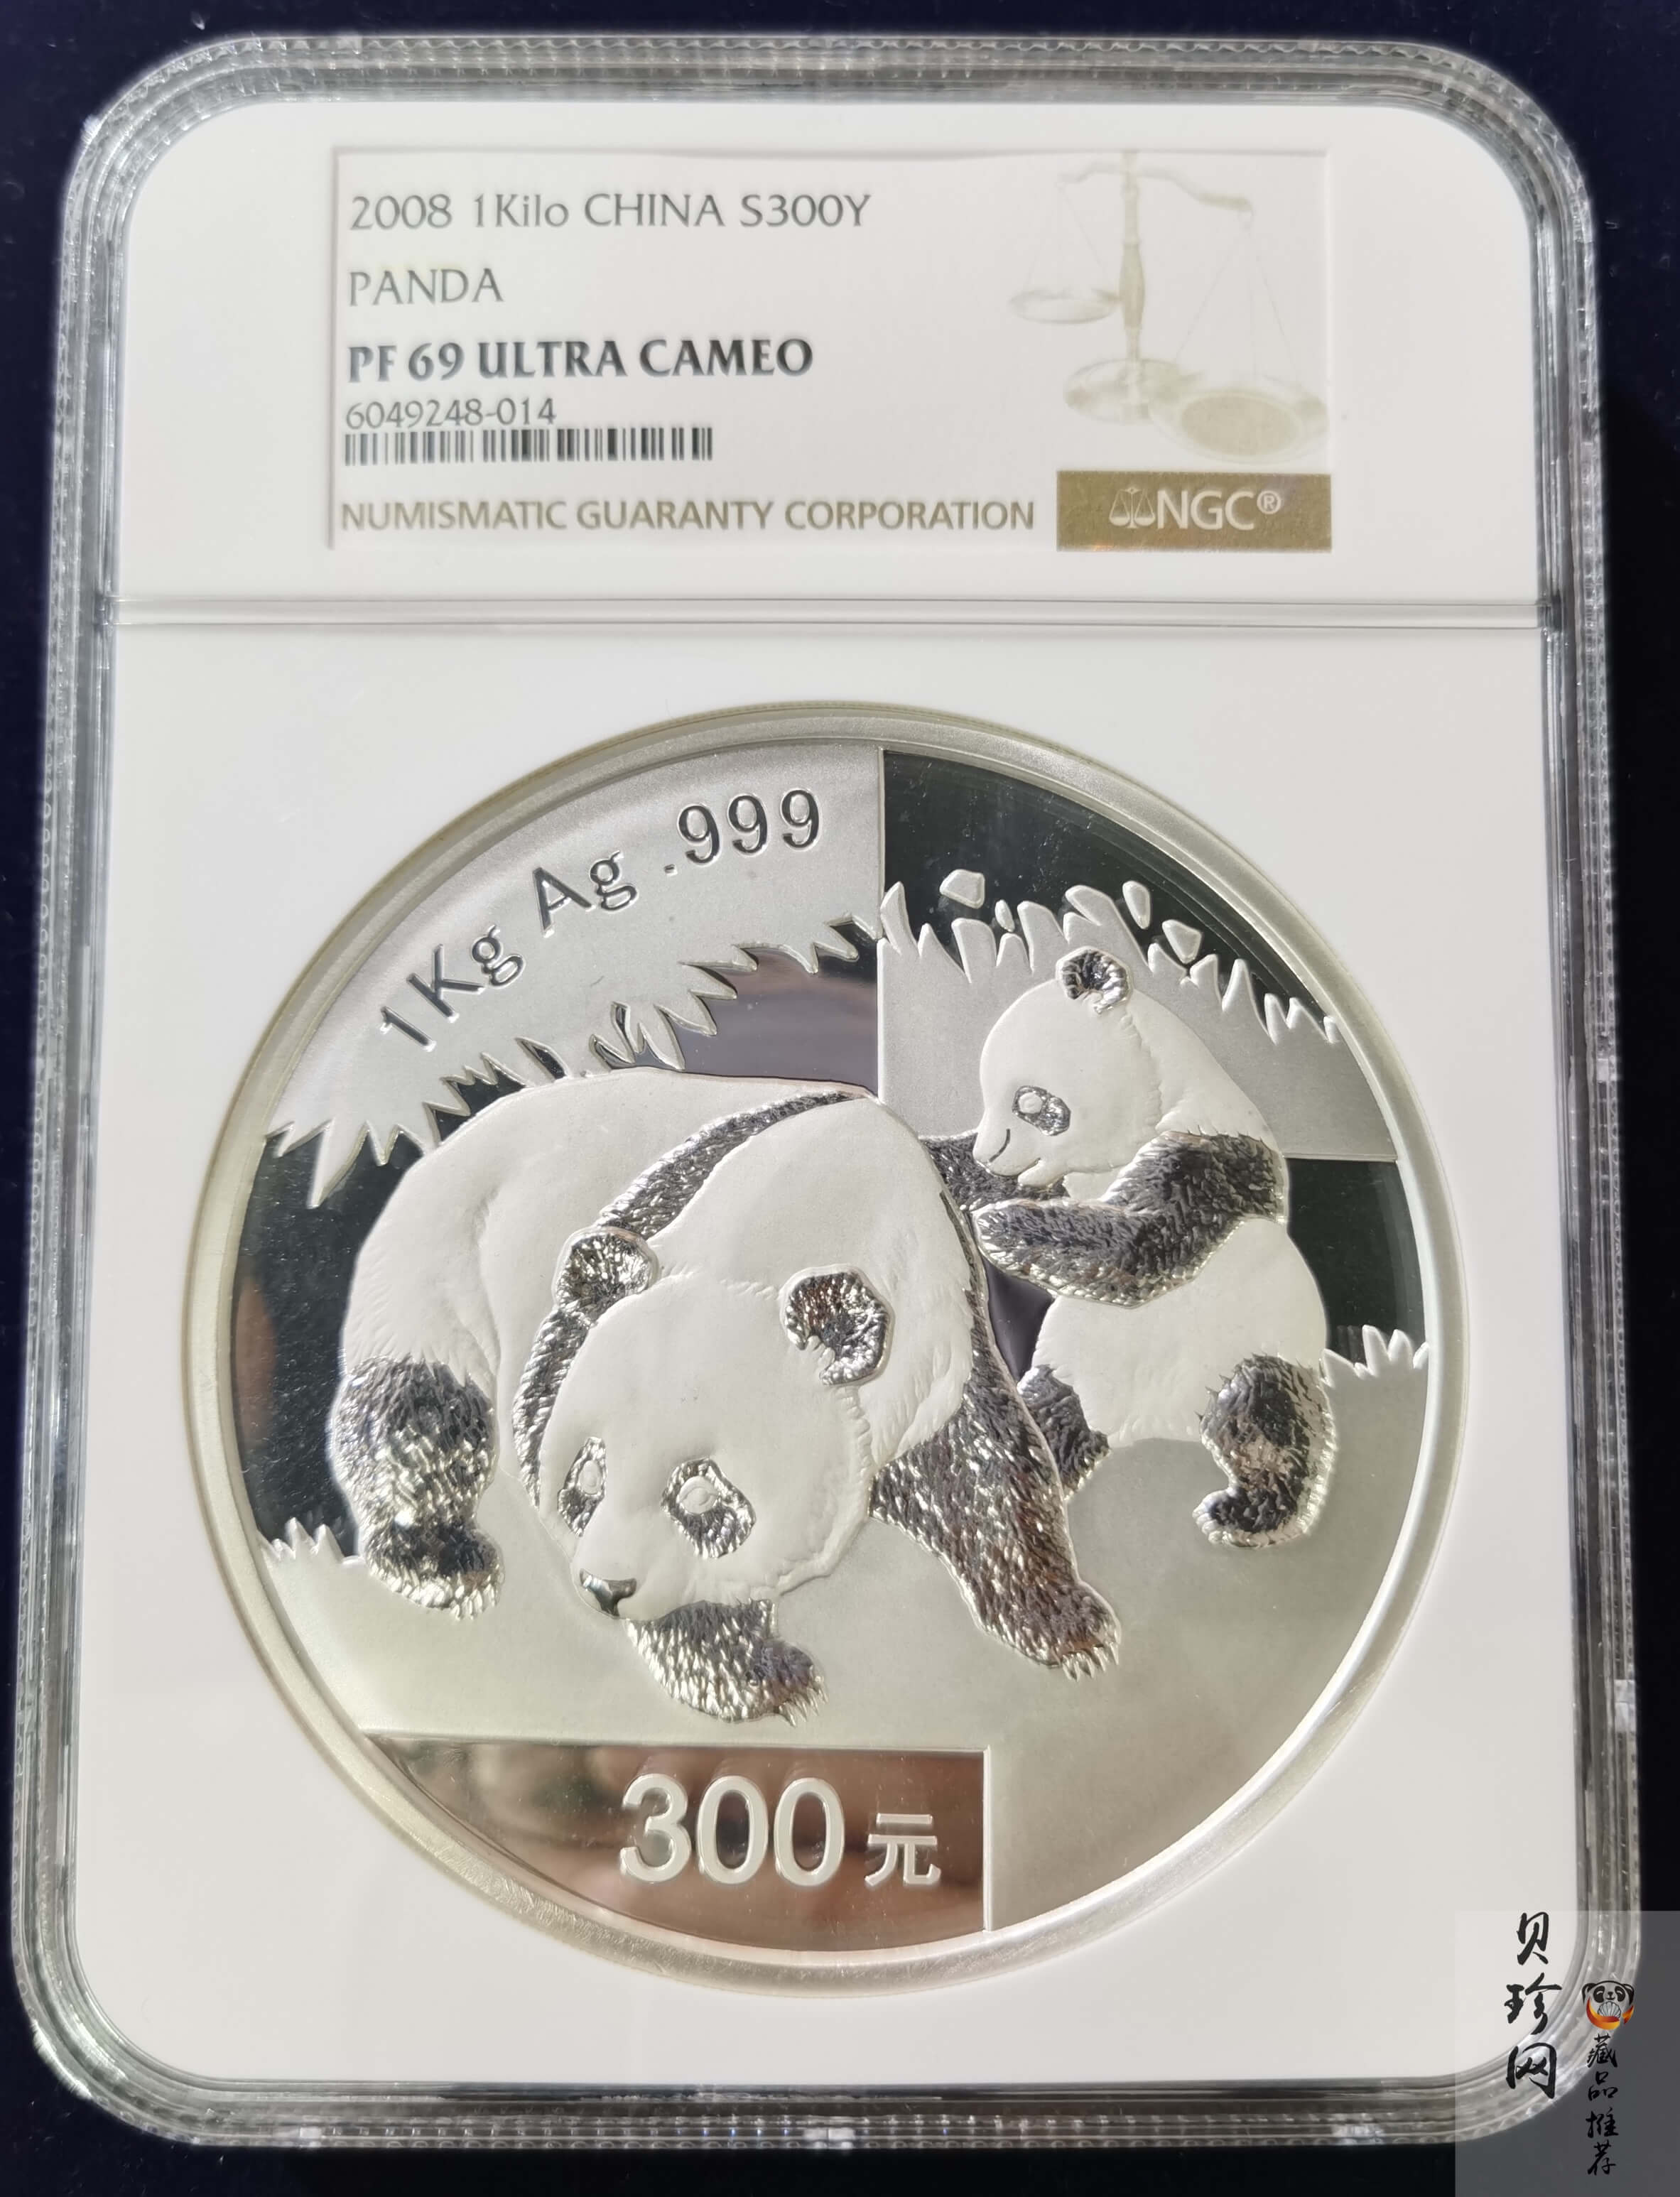 2008 1Kilo CHINA S300Y
PANDA
PF 69 ULTRA CAMEO
6049248-014
NUMISMATIC GUARANTY CORPORATION
NGC®
1Kg Ag .999
300元
贝珍网
藏品推荐